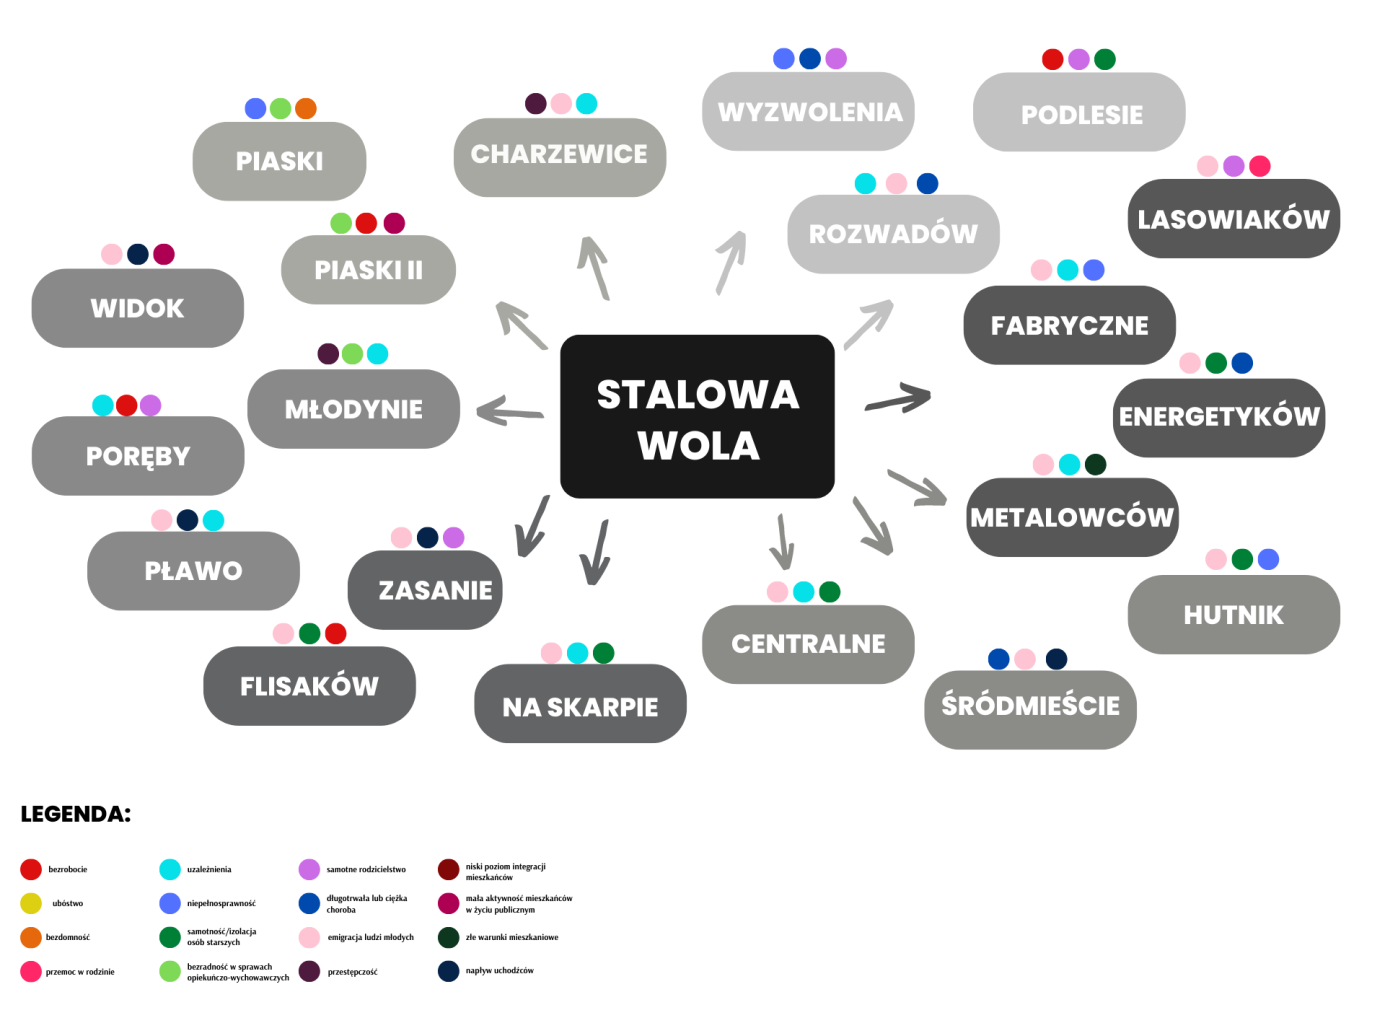 WYZWOLENIA
PODLESIE
PIASKI
CHARZEWICE
LASOWIAKÓW
ROZWADÓW
PIASKI II
WIDOK
FABRYCZNE
STALOWA
WOLA
MŁODYNIE
ENERGETYKÓW
PORĘBY
METALOWCÓW
PŁAWO
ZASANIE
HUTNIK
CENTRALNE
FLISAKÓW
NA SKARPIE
ŚRÓDMIEŚCIE
LEGENDA:
bezrobocie
ubóstwo
bezdomność
przemoc w rodzinie
uzależnienia
niepełnosprawność
samotność/izolacja
osób starszych
bezradność w sprawach
opiekuńczo-wychowawczych
samotne rodzicielstwo
długotrwała lub ciężka
choroba
emigracja ludzi młodych
przestępczość
niski poziom integracji
mieszkańców
mała aktywność mieszkańców
w życiu publicznym
złe warunki mieszkaniowe
napływ uchodźców